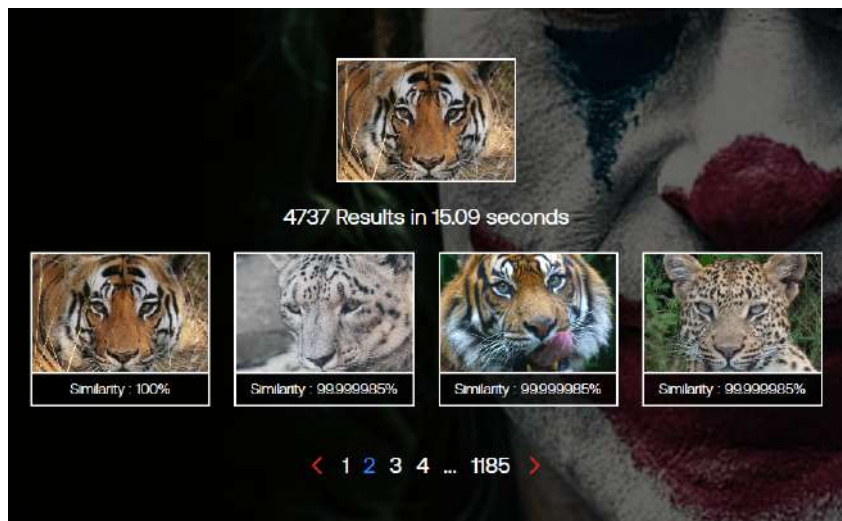 4737 Results in 15.09 seconds
Similarity : 100%
Similarity : 99.999985%
Similarity : 99.999985%
Similarity : 99.999985%
< 1 2 3 4 ... 1185 >